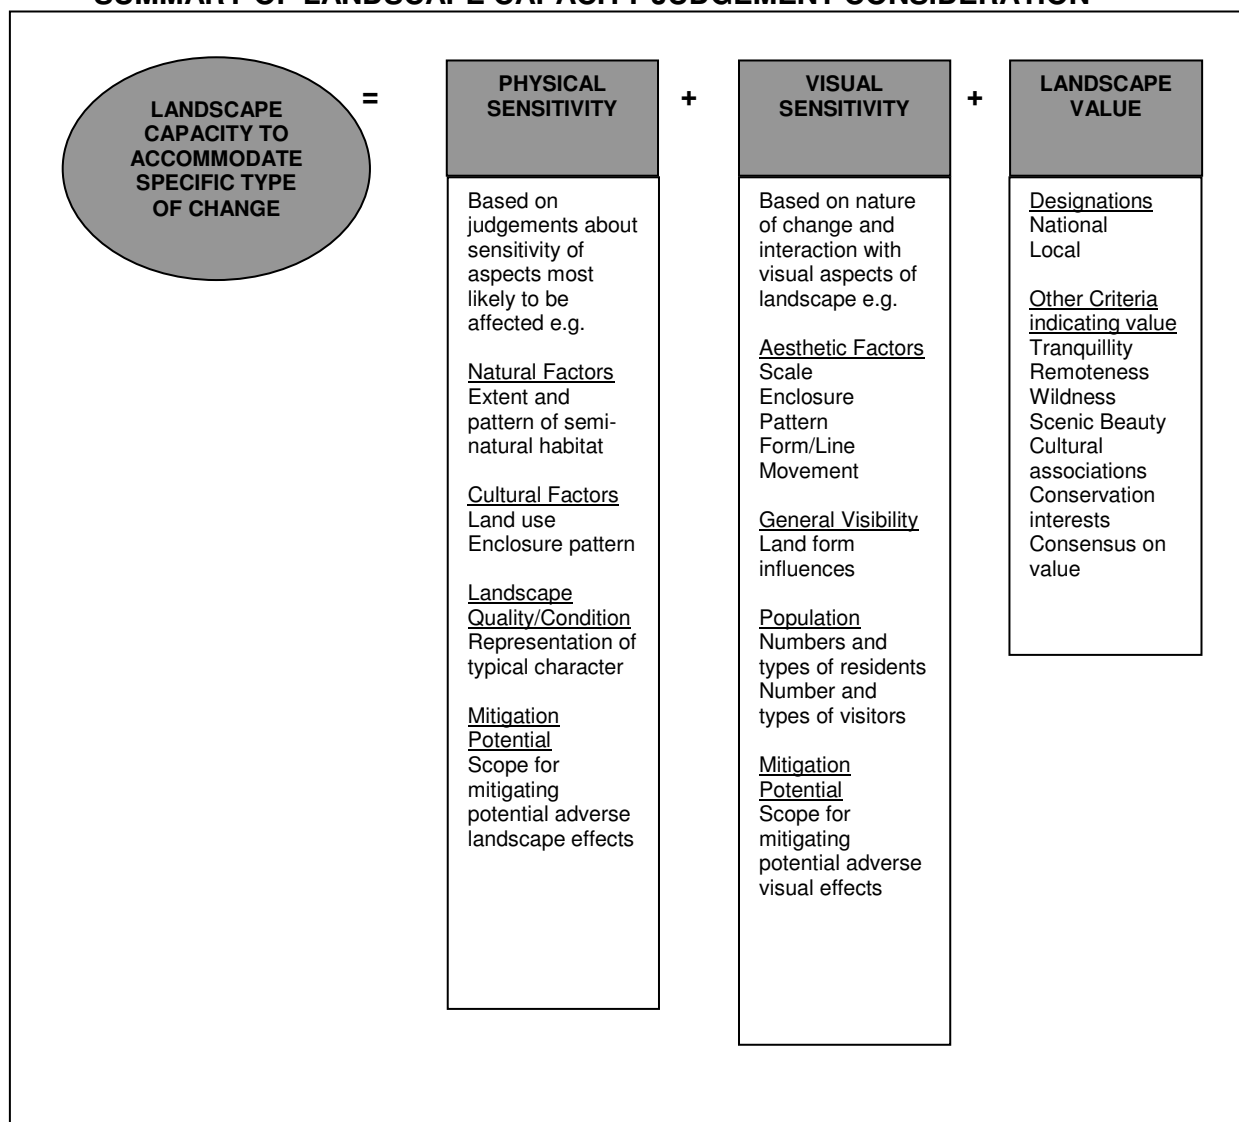 SUMMARY OF LANDSCAPE CAPACITY JUDGEMENT CONSIDERATION
LANDSCAPE
CAPACITY TO
ACCOMMODATE
SPECIFIC TYPE
OF CHANGE
=
PHYSICAL
SENSITIVITY
+
VISUAL
SENSITIVITY
+
LANDSCAPE
VALUE
Based on
judgements about
sensitivity of
aspects most
likely to be
affected e.g.
Natural Factors
Extent and
pattern of semi-
natural habitat
Cultural Factors
Land use
Enclosure pattern
Landscape
Quality/Condition
Representation of
typical character
Mitigation
Potential
Scope for
mitigating
potential adverse
landscape effects
Based on nature
of change and
interaction with
visual aspects of
landscape e.g.
Aesthetic Factors
Scale
Enclosure
Pattern
Form/Line
Movement
General Visibility
Land form
influences
Population
Numbers and
types of residents
Number and
types of visitors
Mitigation
Potential
Scope for
mitigating
potential adverse
visual effects
Designations
National
Local
Other Criteria
indicating value
Tranquillity
Remoteness
Wildness
Scenic Beauty
Cultural
associations
Conservation
interests
Consensus on
value